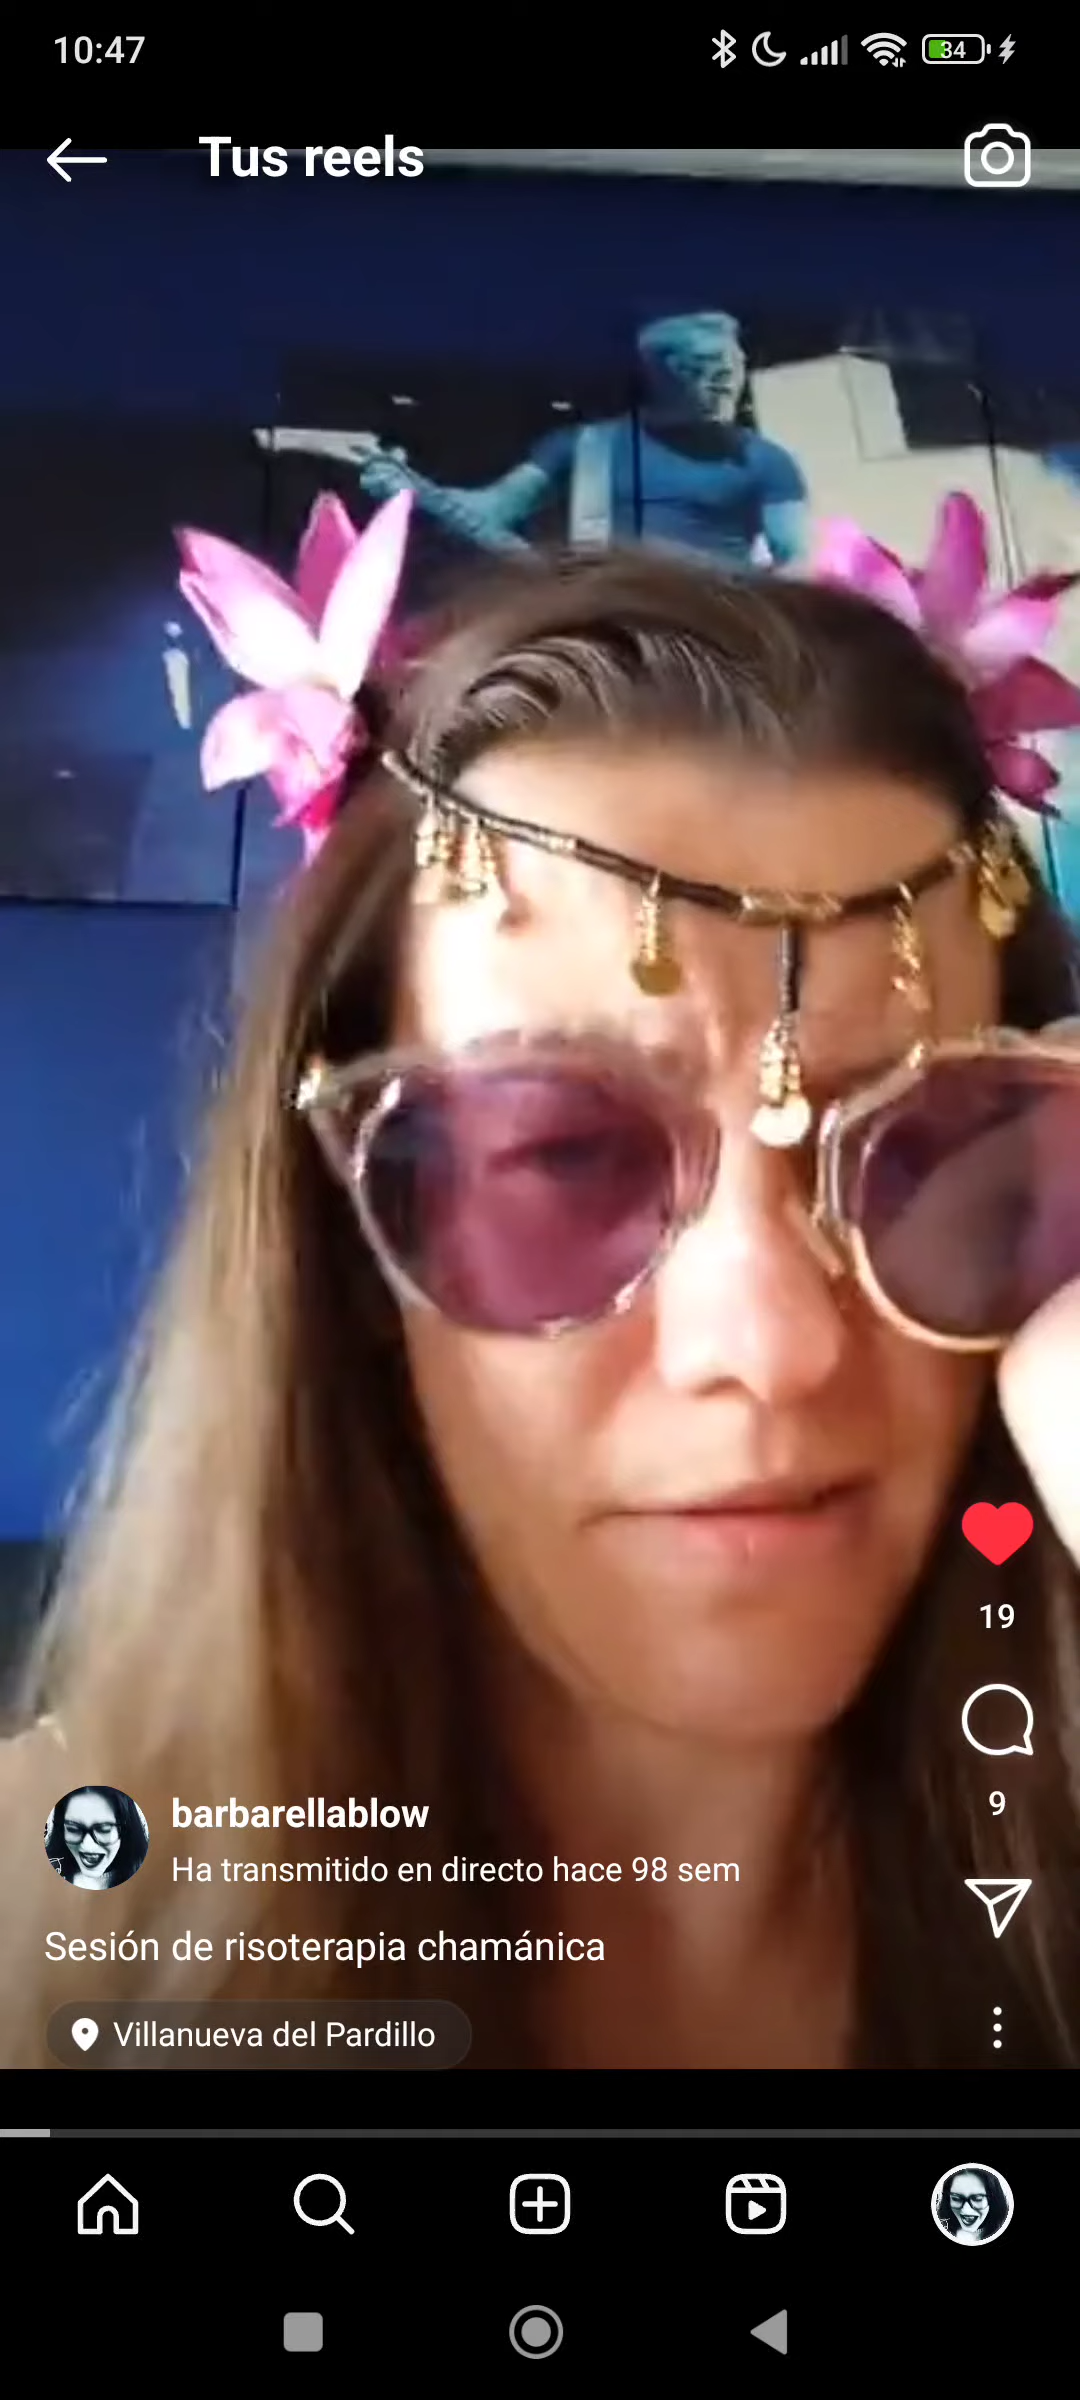 10:47
34
Tus reels
19
9
barbarellablow
Ha transmitido en directo hace 98 sem
Sesión de risoterapia chamánica
Villanueva del Pardillo